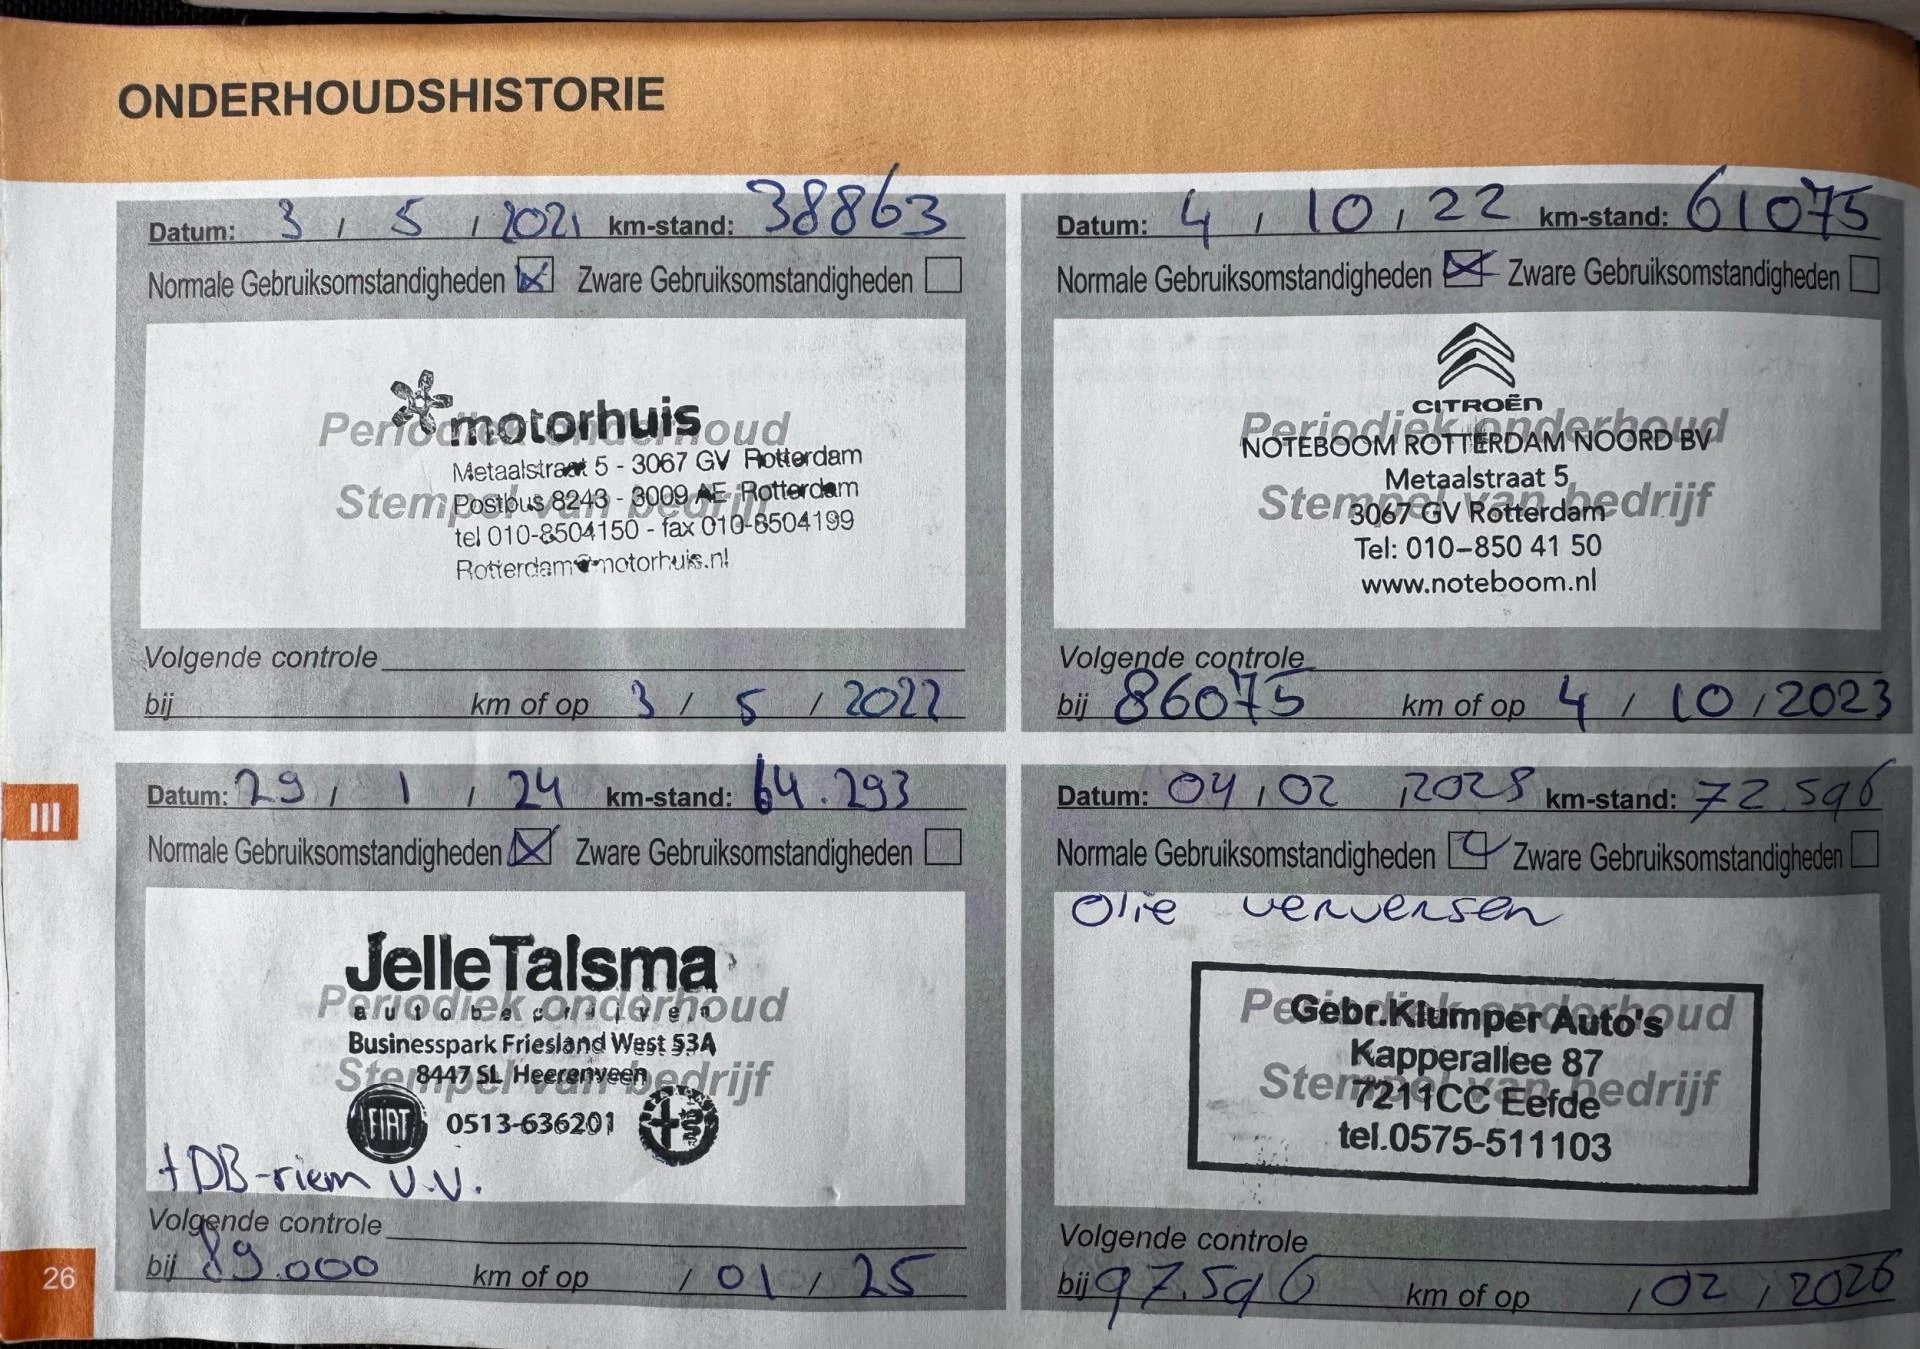 ONDERHOUDSHISTORIE
Datum: 3 / 5 / 2021 km-stand: 38863
Normale Gebruiksomstandigheden Zware Gebruiksomstandigheden
Periodiek onderhoud
Stempel van bedrijf
motorhuis
Metaalstraat 5 - 3067 GV Rotterdam
Postbus 8243 - 3009 AE Rotterdam
tel 010-8504150 - fax 010-8504199
Rotterdam@motorhuis.nl
Volgende controle
bij km of op 3 / 5 / 2022
Datum: 4 / 10 / 22 km-stand: 61075
Normale Gebruiksomstandigheden Zware Gebruiksomstandigheden
Periodiek onderhoud
Stempel van bedrijf
CITROËN
NOTEBOOM ROTTERDAM NOORD BV
Metaalstraat 5
3067 GV Rotterdam
Tel: 010-850 41 50
www.noteboom.nl
Volgende controle
bij 86075 km of op 4 / 10 / 2023
Datum: 29 / 1 / 24 km-stand: 64.293
Normale Gebruiksomstandigheden Zware Gebruiksomstandigheden
Periodiek onderhoud
Stempel van bedrijf
JelleTalsma
autobedrijven
Businesspark Friesland West 53A
8447 SL Heerenveen
FIAT 0513-636201
+ DB-riem v.v.
Volgende controle
bij 89.000 km of op / 01 / 25
Datum: 04 / 02 / 2025 km-stand: 72.596
Normale Gebruiksomstandigheden Zware Gebruiksomstandigheden
Olie verversen
Periodiek onderhoud
Stempel van bedrijf
Gebr.Klumper Auto's
Kapperallee 87
7211CC Eefde
tel.0575-511103
Volgende controle
bij 97.596 km of op / 02 / 2026
III
26